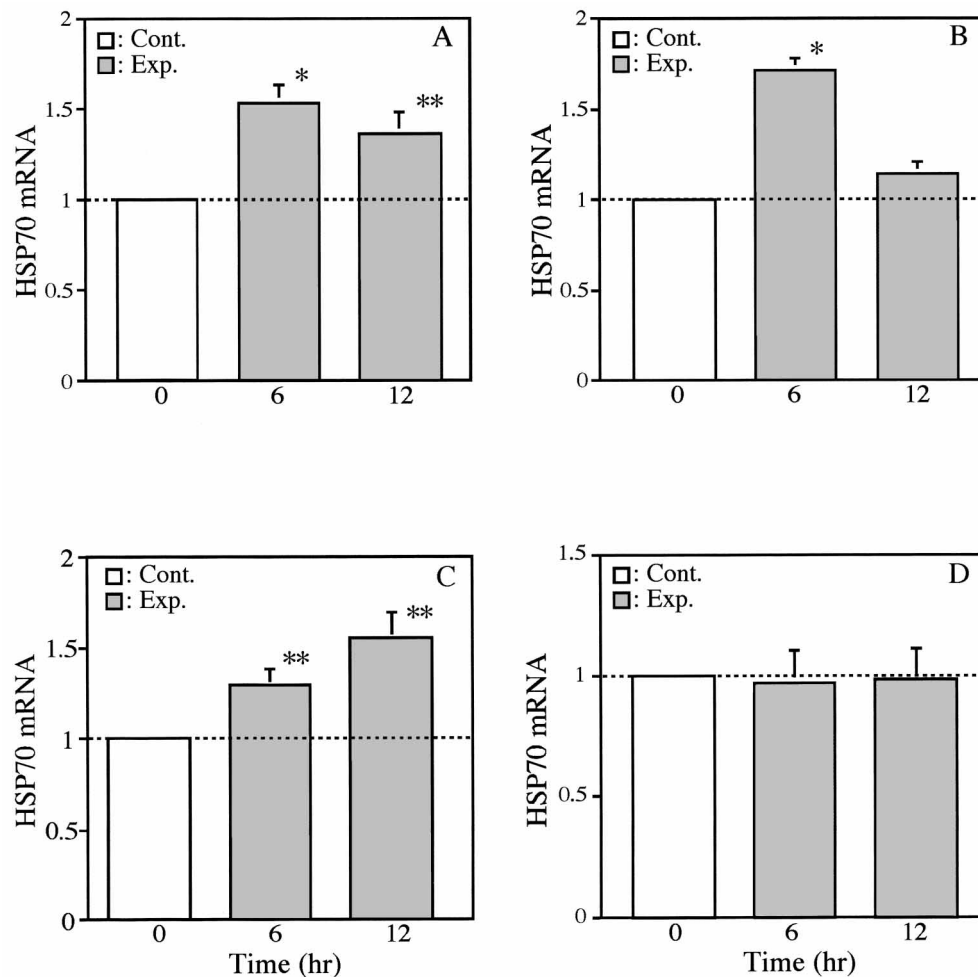 A
: Cont.
: Exp.
2
1.5
1
0.5
0
HSP70 mRNA
*
**
0 6 12
B
: Cont.
: Exp.
2
1.5
1
0.5
0
HSP70 mRNA
*
0 6 12
C
: Cont.
: Exp.
2
1.5
1
0.5
0
HSP70 mRNA
**
**
0 6 12
Time (hr)
D
: Cont.
: Exp.
1.5
1
0.5
0
HSP70 mRNA
0 6 12
Time (hr)